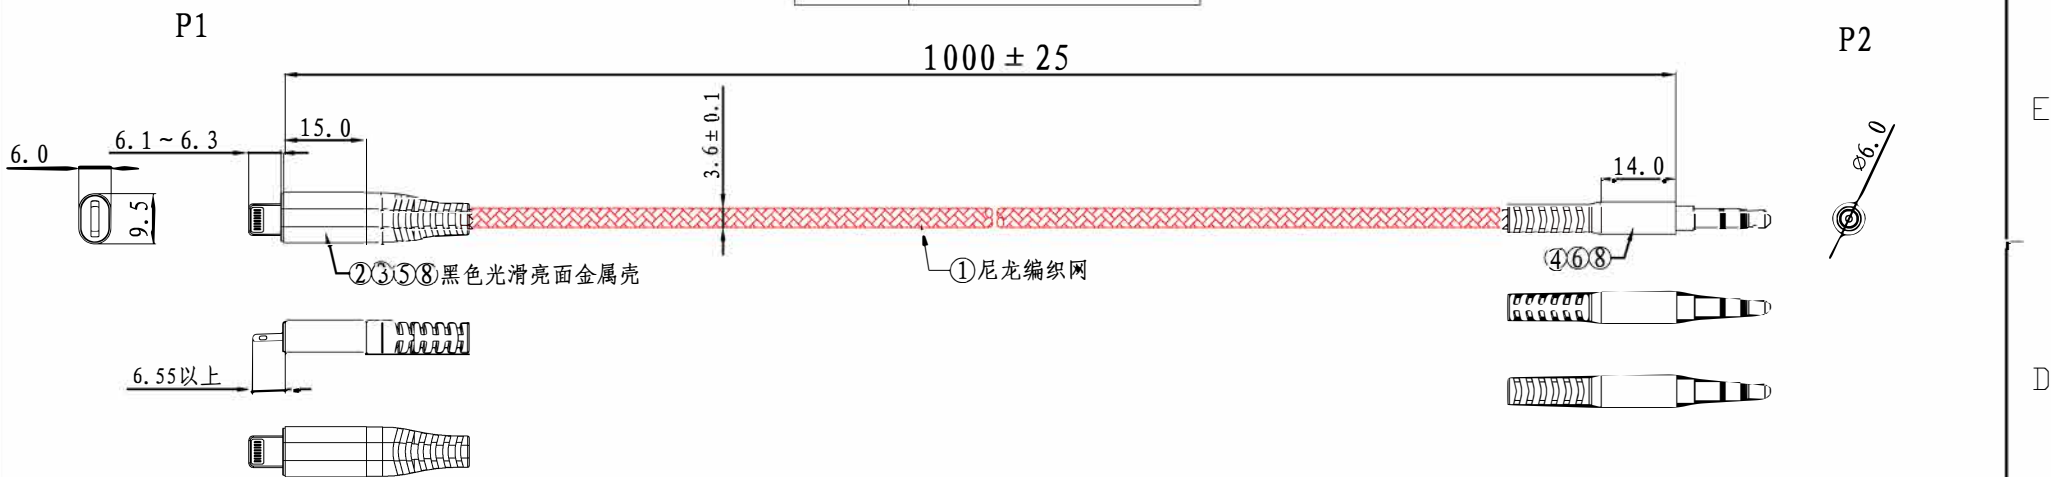 P1
P2
1000±25
E
6.0
6.1~6.3
15.0
3.6±0.1
14.0
⌀6.0
9.5
②③⑤⑧黑色光滑亮面金属壳
①尼龙编织网
④⑥⑧
6.55以上
D